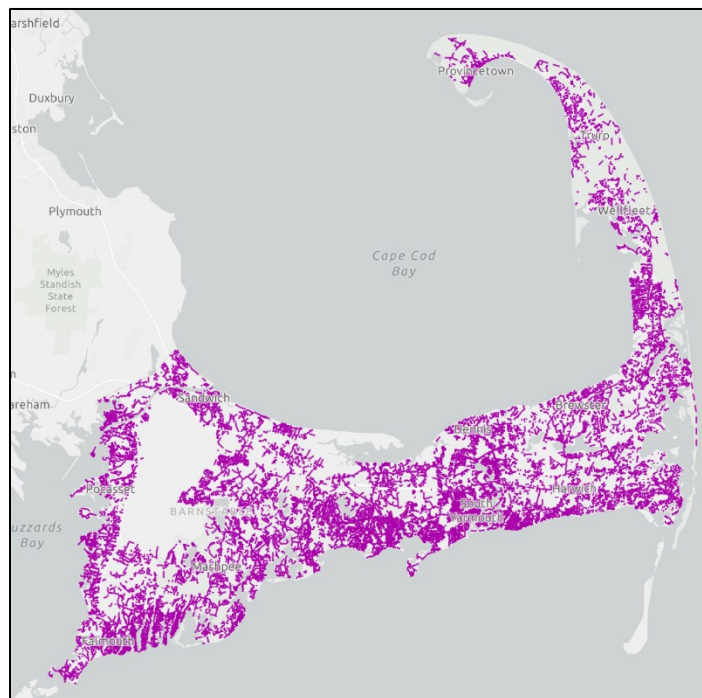 arshfield
Provincetown
Duxbury
ston
Truro
Plymouth
Wellfleet
Cape Cod
Bay
Myles
Standish
State
Forest
areham
Sandwich
Brewster
Dennis
Pocasset
Harwich
South
Yarmouth
BARNSTABLE
uzzards
Bay
Mashpee
Falmouth